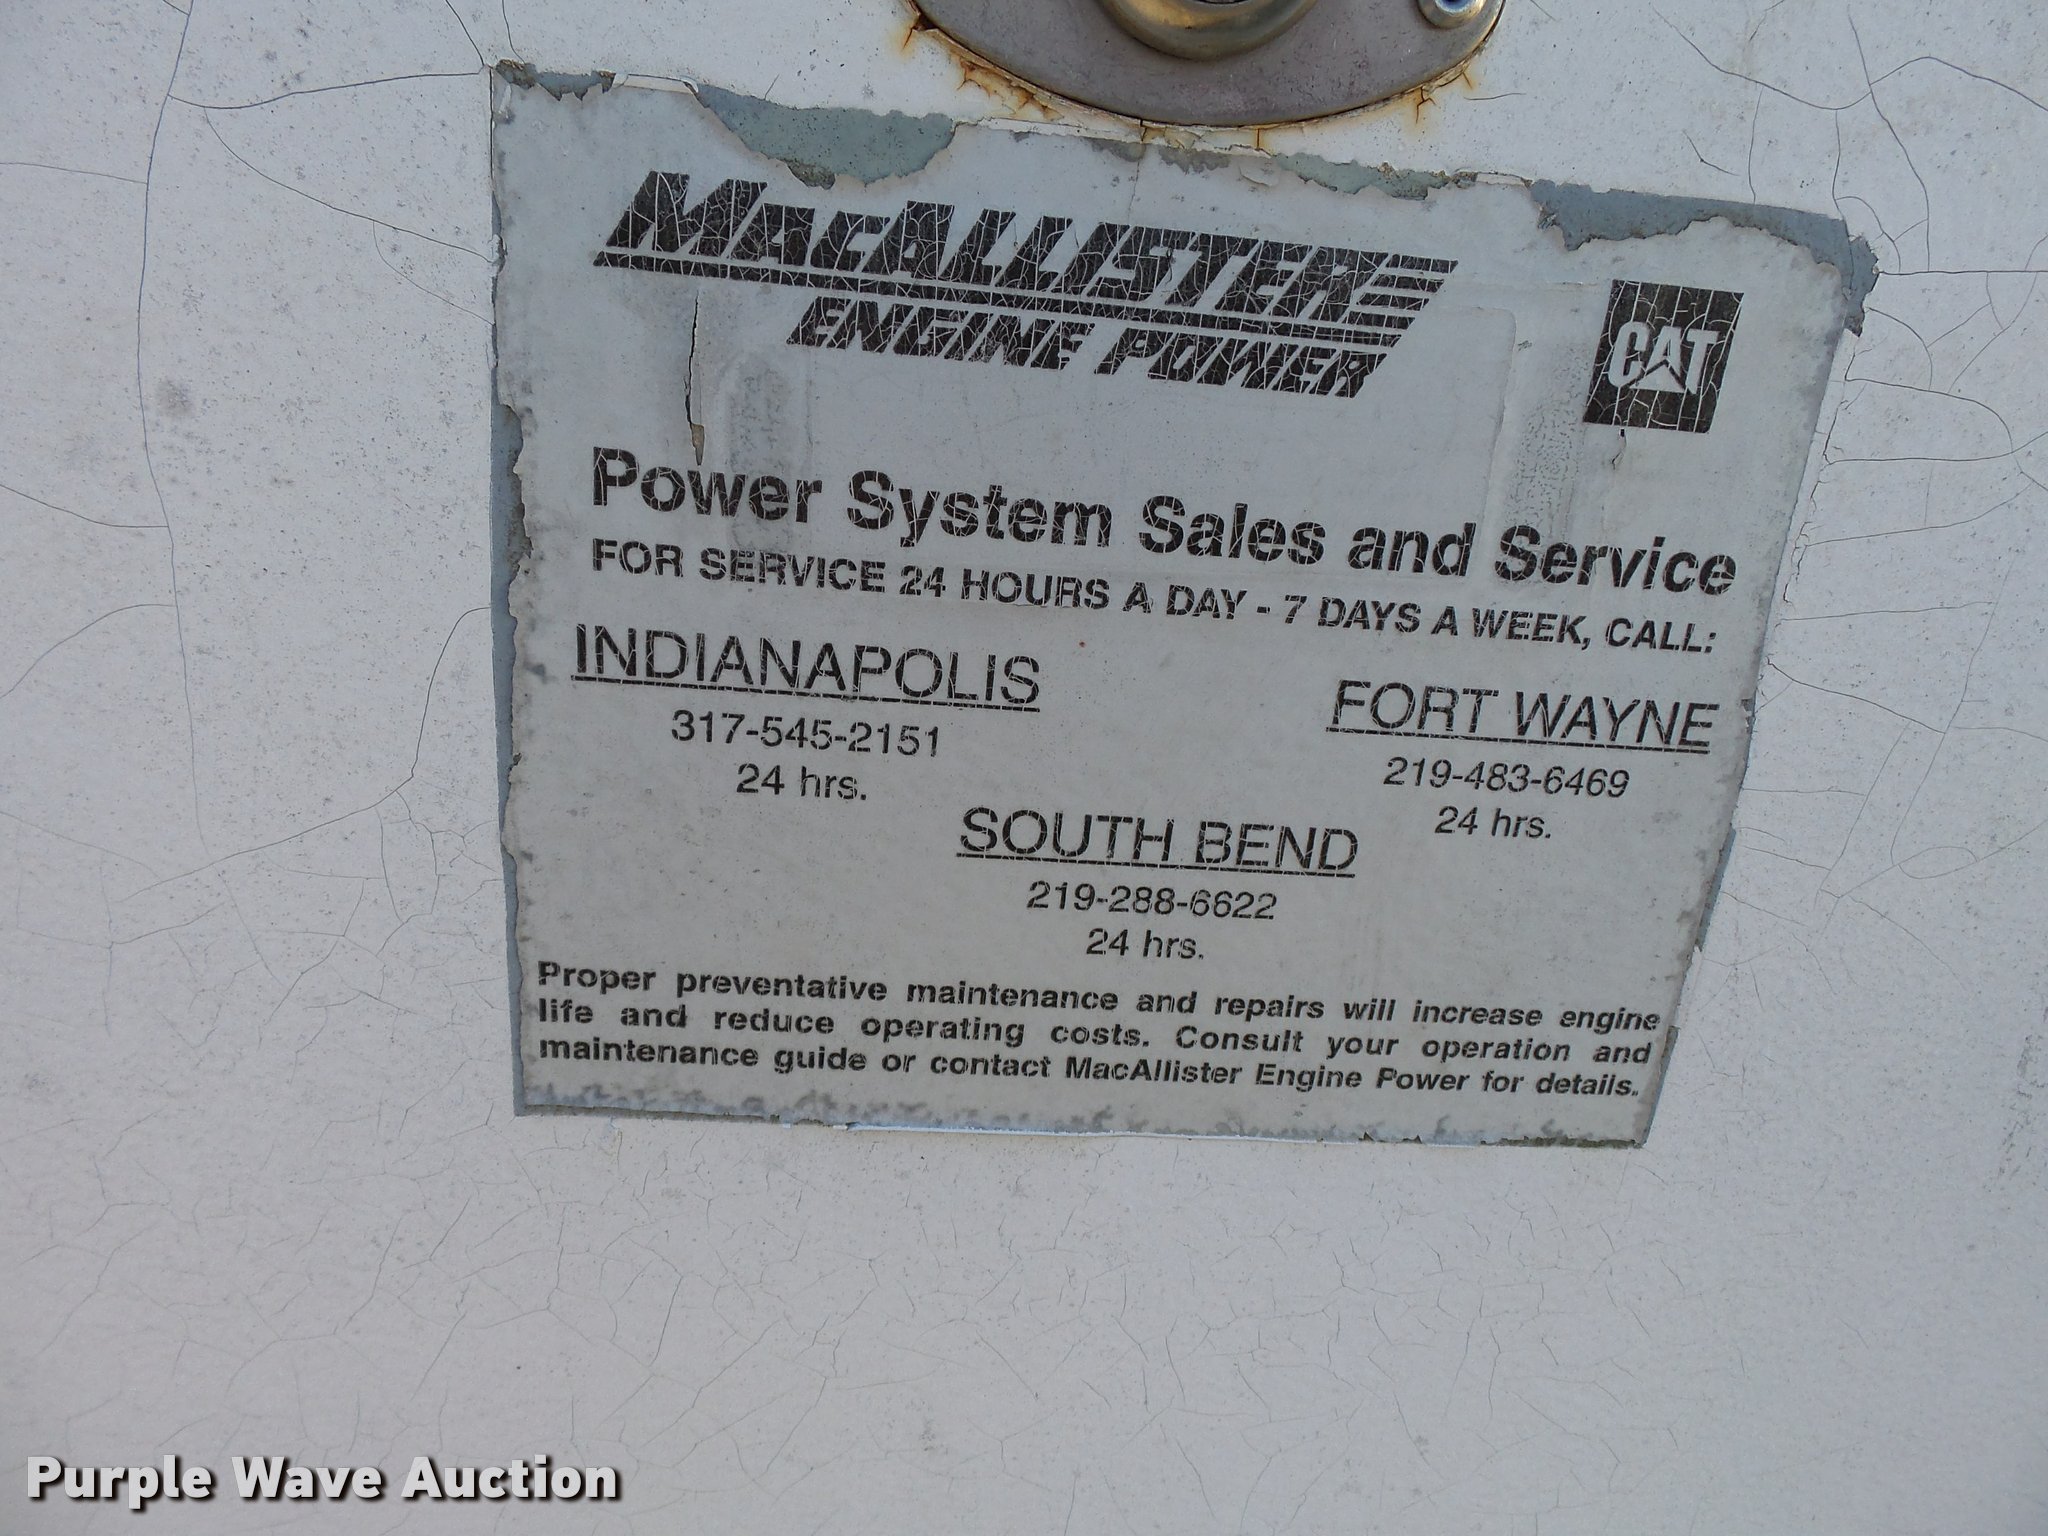 MACALLISTER
ENGINE POWER
CAT
Power System Sales and Service
FOR SERVICE 24 HOURS A DAY - 7 DAYS A WEEK, CALL:
INDIANAPOLIS
317-545-2151
24 hrs.
FORT WAYNE
219-483-6469
24 hrs.
SOUTH BEND
219-288-6622
24 hrs.
Proper preventative maintenance and repairs will increase engine
life and reduce operating costs. Consult your operation and
maintenance guide or contact MacAllister Engine Power for details.
Purple Wave Auction